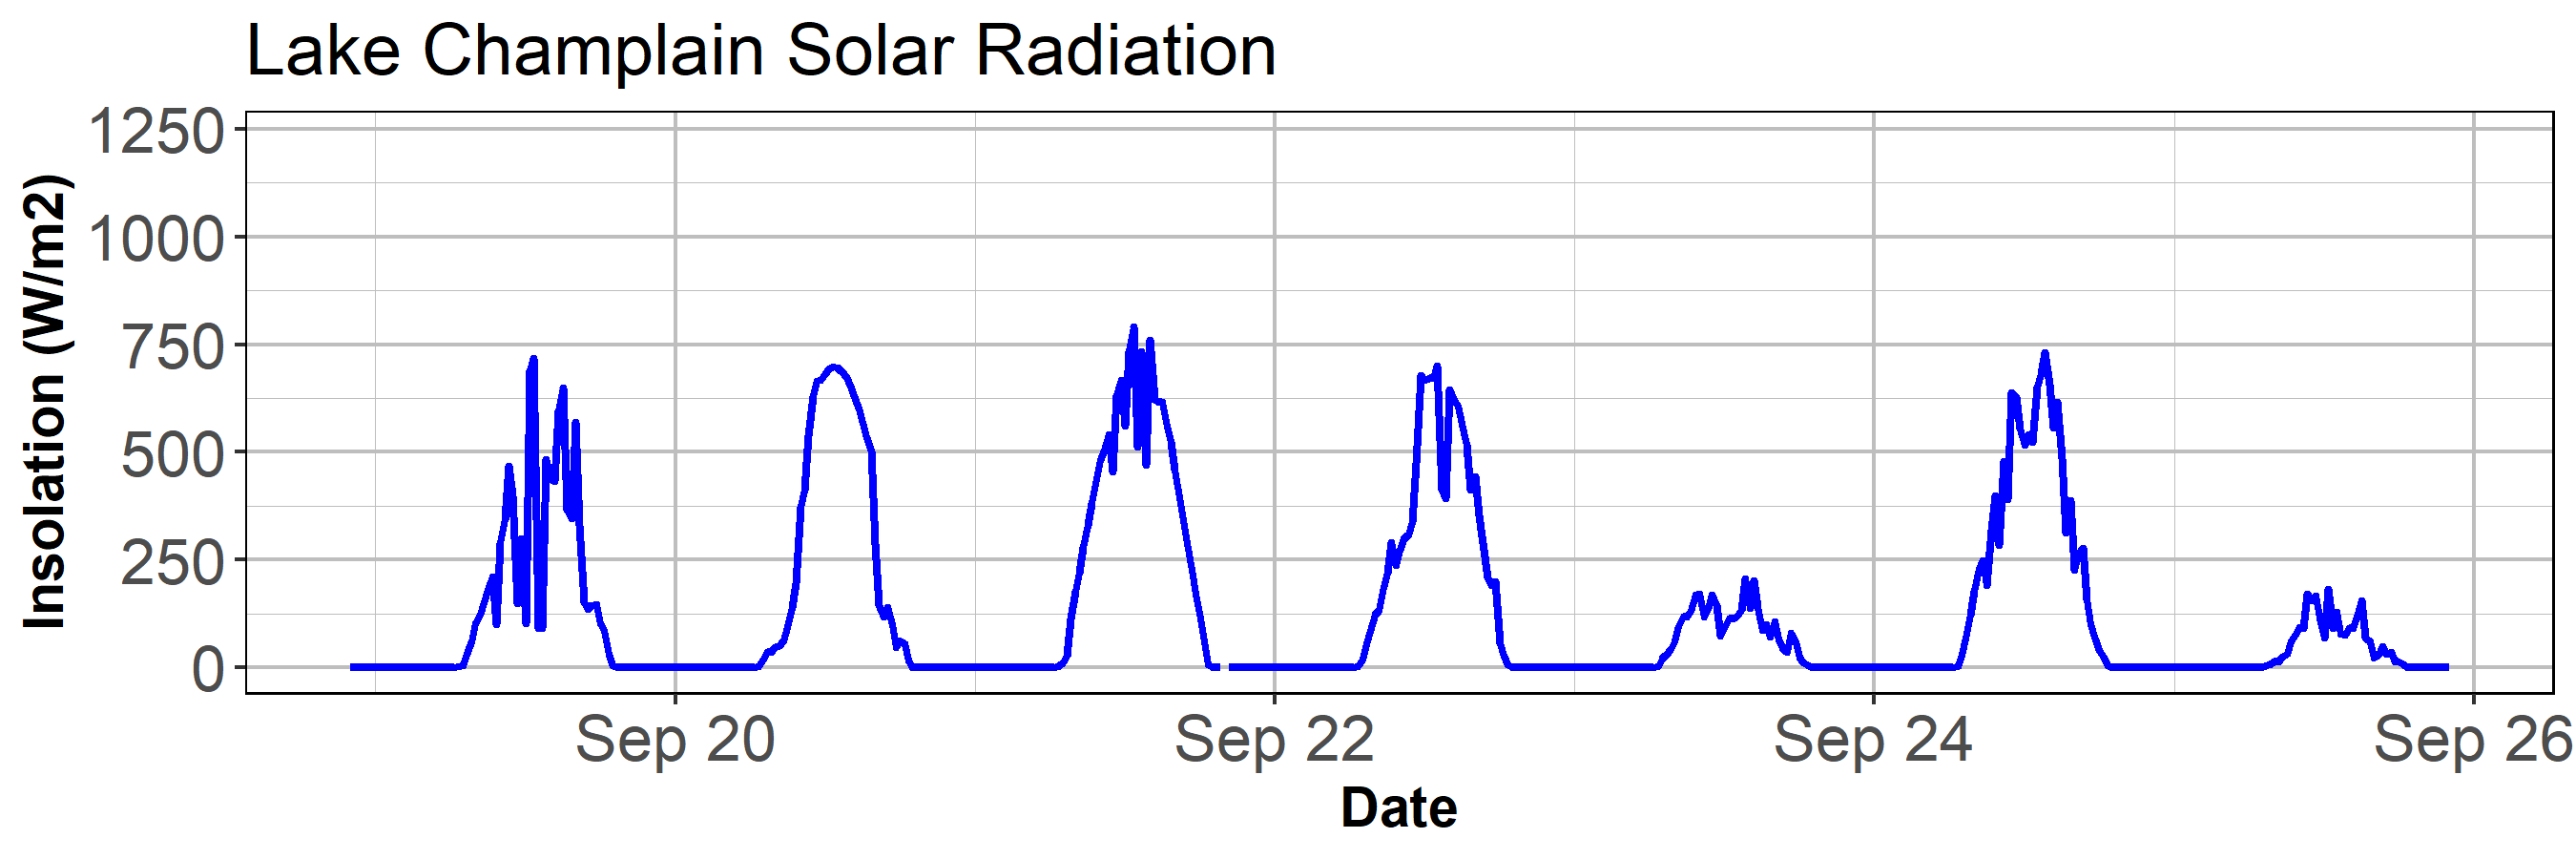 Lake Champlain Solar Radiation
Insolation (W/m2)
1250
1000
750
500
250
0
Sep 20 Sep 22 Sep 24 Sep 26
Date